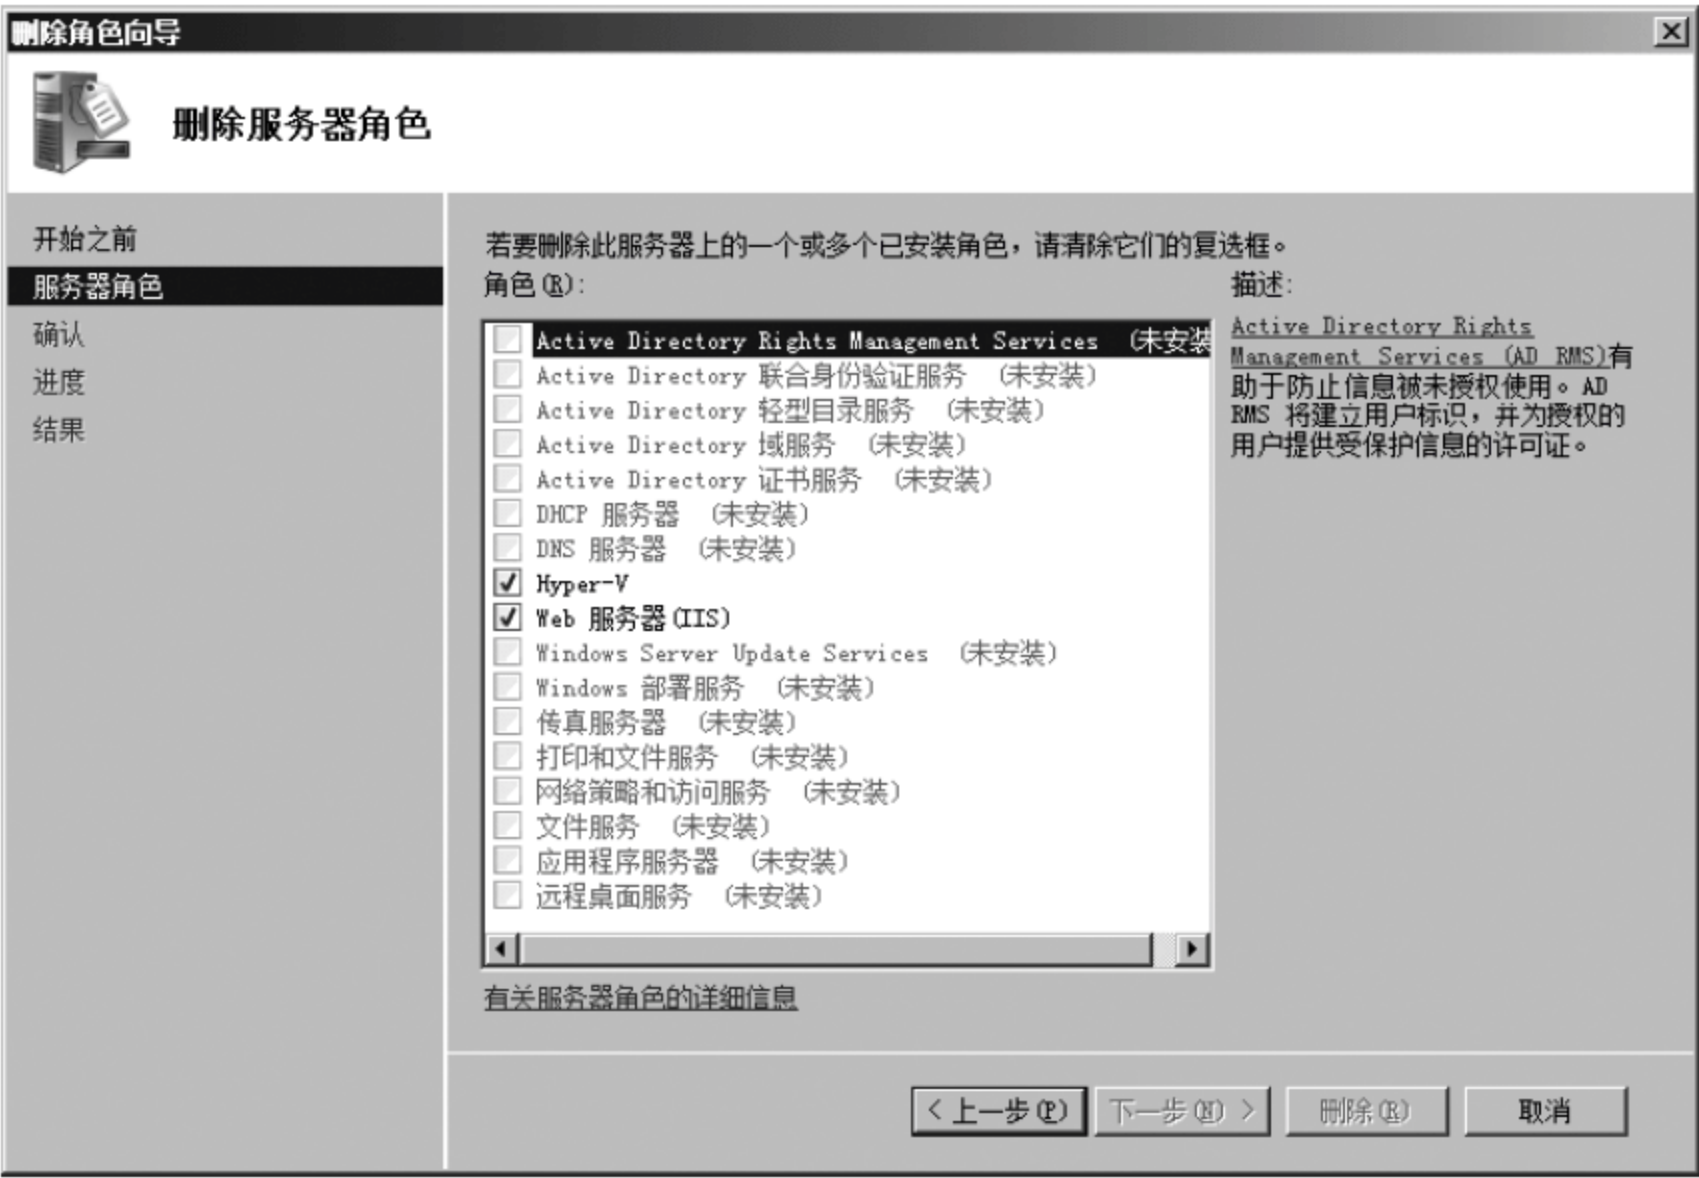 删除角色向导
删除服务器角色
开始之前
服务器角色
确认
进度
结果
若要删除此服务器上的一个或多个已安装角色，请清除它们的复选框。
角色(R):
Active Directory Rights Management Services (未安装
Active Directory 联合身份验证服务 (未安装)
Active Directory 轻型目录服务 (未安装)
Active Directory 域服务 (未安装)
Active Directory 证书服务 (未安装)
DHCP 服务器 (未安装)
DNS 服务器 (未安装)
Hyper-V
Web 服务器(IIS)
Windows Server Update Services (未安装)
Windows 部署服务 (未安装)
传真服务器 (未安装)
打印和文件服务 (未安装)
网络策略和访问服务 (未安装)
文件服务 (未安装)
应用程序服务器 (未安装)
远程桌面服务 (未安装)
有关服务器角色的详细信息
描述:
Active Directory Rights
Management Services (AD RMS)有
助于防止信息被未授权使用。AD
RMS 将建立用户标识，并为授权的
用户提供受保护信息的许可证。
< 上一步(P)
下一步(N) >
删除(R)
取消